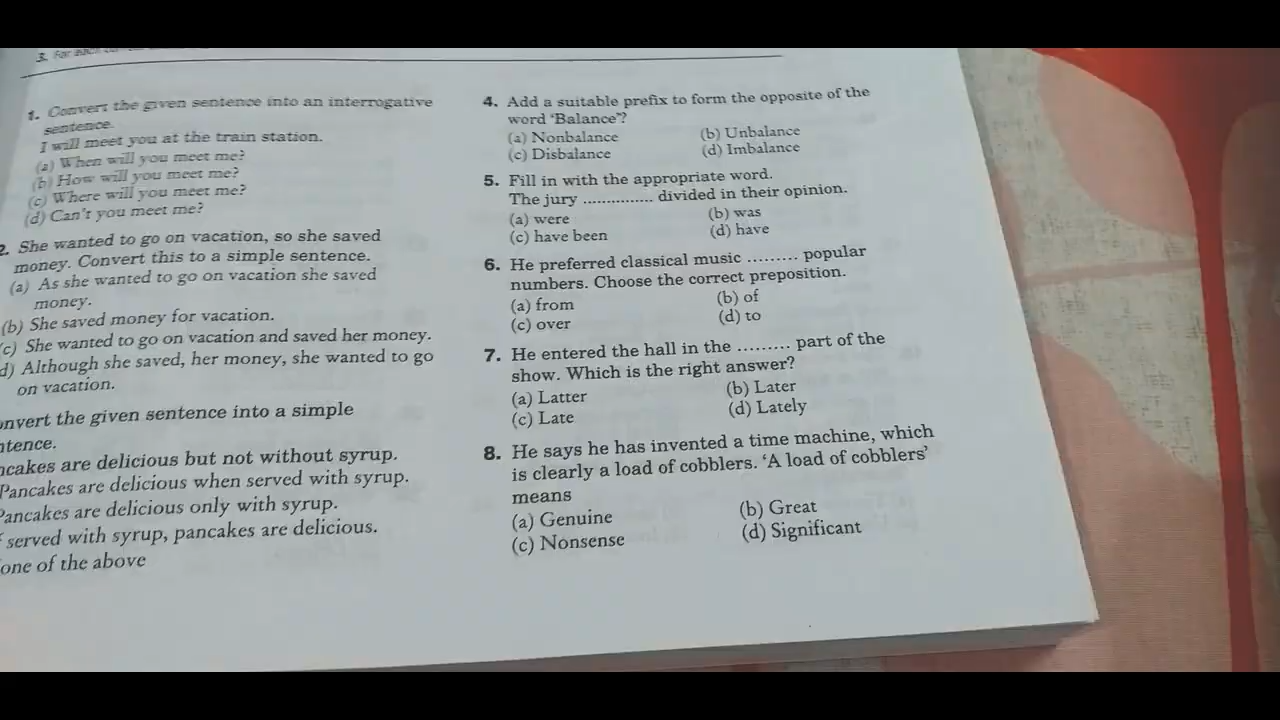 3. For each
1. Convert the given sentence into an interrogative
sentence.
I will meet you at the train station.
(a) When will you meet me?
(b) How will you meet me?
(c) Where will you meet me?
(d) Can't you meet me?
2. She wanted to go on vacation, so she saved
money. Convert this to a simple sentence.
(a) As she wanted to go on vacation she saved
money.
(b) She saved money for vacation.
(c) She wanted to go on vacation and saved her money.
d) Although she saved, her money, she wanted to go
on vacation.
nvert the given sentence into a simple
ntence.
ncakes are delicious but not without syrup.
Pancakes are delicious when served with syrup.
Pancakes are delicious only with syrup.
served with syrup, pancakes are delicious.
one of the above
4. Add a suitable prefix to form the opposite of the
word 'Balance'?
(a) Nonbalance (b) Unbalance
(c) Disbalance (d) Imbalance
5. Fill in with the appropriate word.
The jury ............... divided in their opinion.
(a) were (b) was
(c) have been (d) have
6. He preferred classical music ......... popular
numbers. Choose the correct preposition.
(a) from (b) of
(c) over (d) to
7. He entered the hall in the ......... part of the
show. Which is the right answer?
(a) Latter (b) Later
(c) Late (d) Lately
8. He says he has invented a time machine, which
is clearly a load of cobblers. 'A load of cobblers'
means
(a) Genuine (b) Great
(c) Nonsense (d) Significant